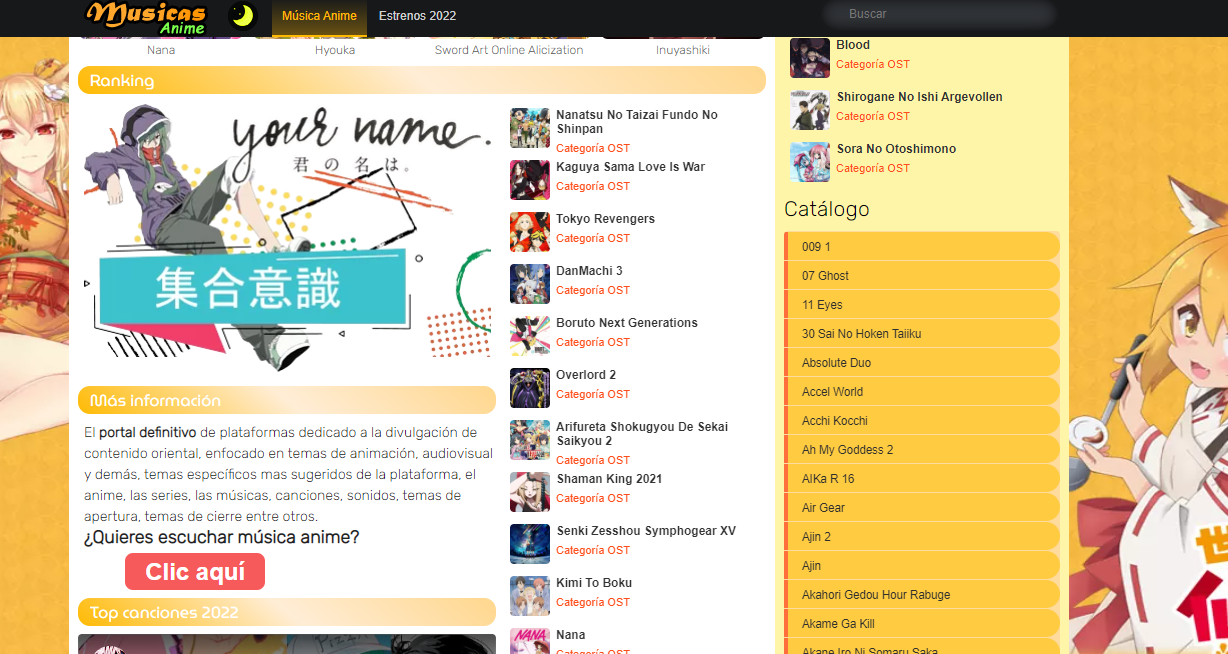 Musicas
Anime
Música Anime
Estrenos 2022
Buscar
Nana
Hyouka
Sword Art Online Alicization
Inuyashiki
Ranking
your name.
君の名は。
集合意識
Más información
El portal definitivo de plataformas dedicado a la divulgación de
contenido oriental, enfocado en temas de animación, audiovisual
y demás, temas específicos mas sugeridos de la plataforma, el
anime, las series, las músicas, canciones, sonidos, temas de
apertura, temas de cierre entre otros.
¿Quieres escuchar música anime?
Clic aquí
Top canciones 2022
Nanatsu No Taizai Fundo No
Shinpan
Categoría OST
Kaguya Sama Love Is War
Categoría OST
Tokyo Revengers
Categoría OST
DanMachi 3
Categoría OST
Boruto Next Generations
Categoría OST
Overlord 2
Categoría OST
Arifureta Shokugyou De Sekai
Saikyou 2
Categoría OST
Shaman King 2021
Categoría OST
Senki Zesshou Symphogear XV
Categoría OST
Kimi To Boku
Categoría OST
NANA
Nana
Categoría OST
Blood
Categoría OST
Shirogane No Ishi Argevollen
Categoría OST
Sora No Otoshimono
Categoría OST
Catálogo
009 1
07 Ghost
11 Eyes
30 Sai No Hoken Taiiku
Absolute Duo
Accel World
Acchi Kocchi
Ah My Goddess 2
AIKa R 16
Air Gear
Ajin 2
Ajin
Akahori Gedou Hour Rabuge
Akame Ga Kill
Akane Iro Ni Somaru Saka
世
仙